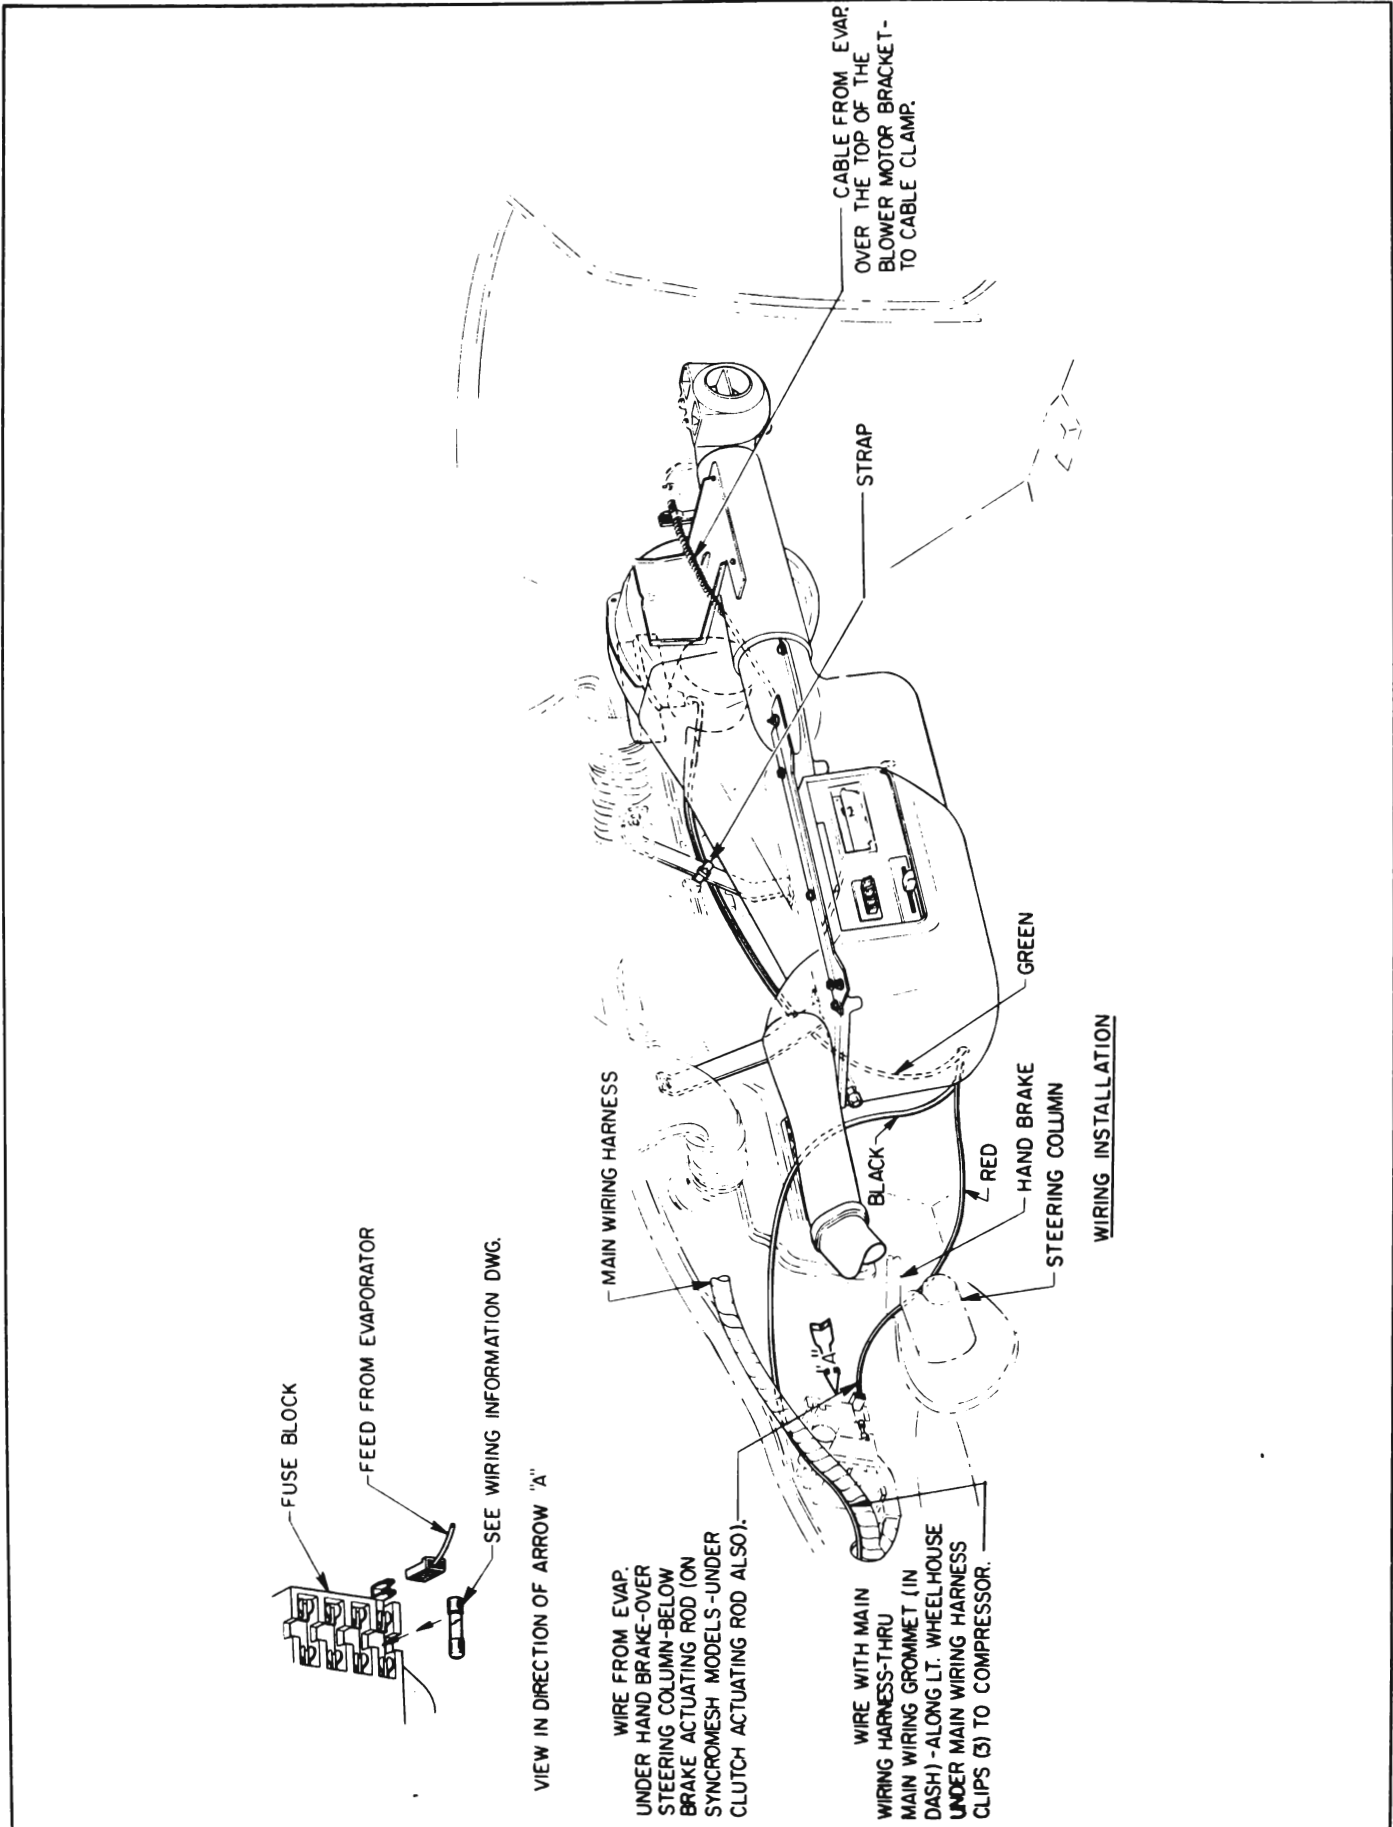 FUSE BLOCK
FEED FROM EVAPORATOR
SEE WIRING INFORMATION DWG.
VIEW IN DIRECTION OF ARROW "A"
WIRE FROM EVAP.
UNDER HAND BRAKE-OVER
STEERING COLUMN-BELOW
BRAKE ACTUATING ROD (ON
SYNCROMESH MODELS-UNDER
CLUTCH ACTUATING ROD ALSO).
WIRE WITH MAIN
WIRING HARNESS-THRU
MAIN WIRING GROMMET (IN
DASH)-ALONG LT. WHEELHOUSE
UNDER MAIN WIRING HARNESS
CLIPS (3) TO COMPRESSOR.
MAIN WIRING HARNESS
"A"
BLACK
RED
HAND BRAKE
STEERING COLUMN
GREEN
STRAP
CABLE FROM EVAP.
OVER THE TOP OF THE
BLOWER MOTOR BRACKET-
TO CABLE CLAMP.
WIRING INSTALLATION